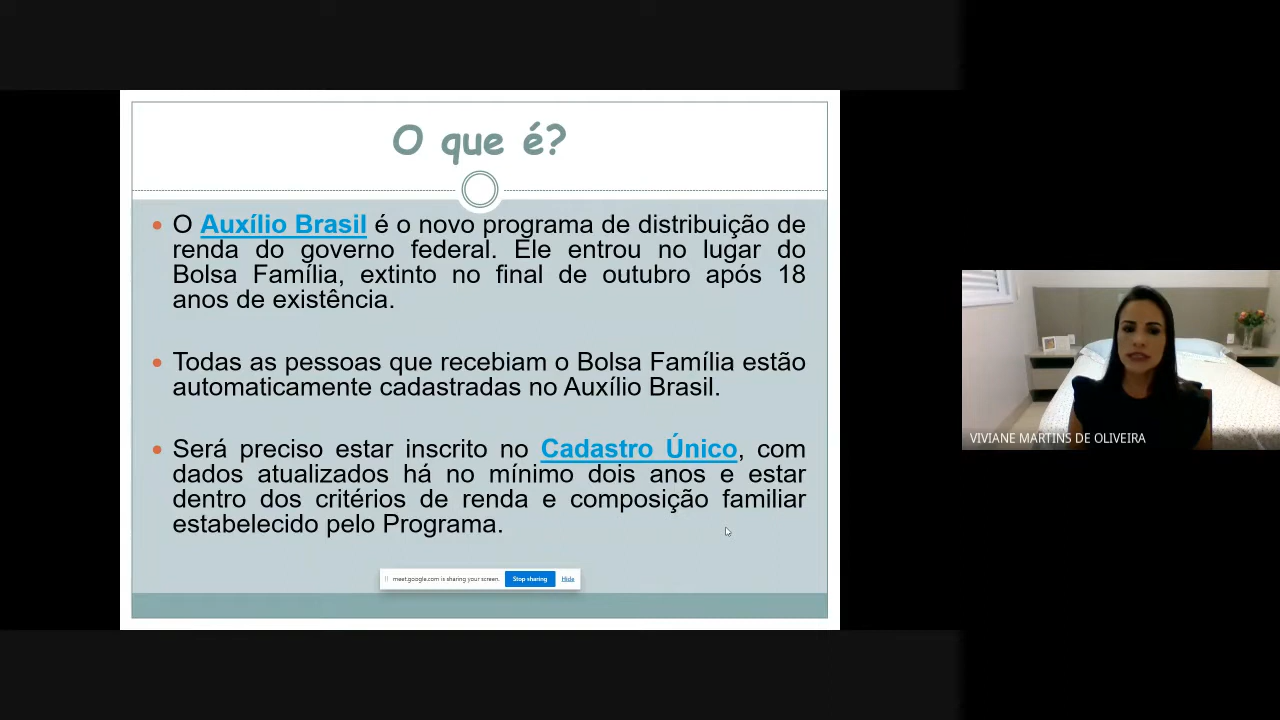 O que é?
O Auxílio Brasil é o novo programa de distribuição de
renda do governo federal. Ele entrou no lugar do
Bolsa Família, extinto no final de outubro após 18
anos de existência.
Todas as pessoas que recebiam o Bolsa Família estão
automaticamente cadastradas no Auxílio Brasil.
Será preciso estar inscrito no Cadastro Único, com
dados atualizados há no mínimo dois anos e estar
dentro dos critérios de renda e composição familiar
estabelecido pelo Programa.
meet.google.com is sharing your screen. Stop sharing Hide
VIVIANE MARTINS DE OLIVEIRA